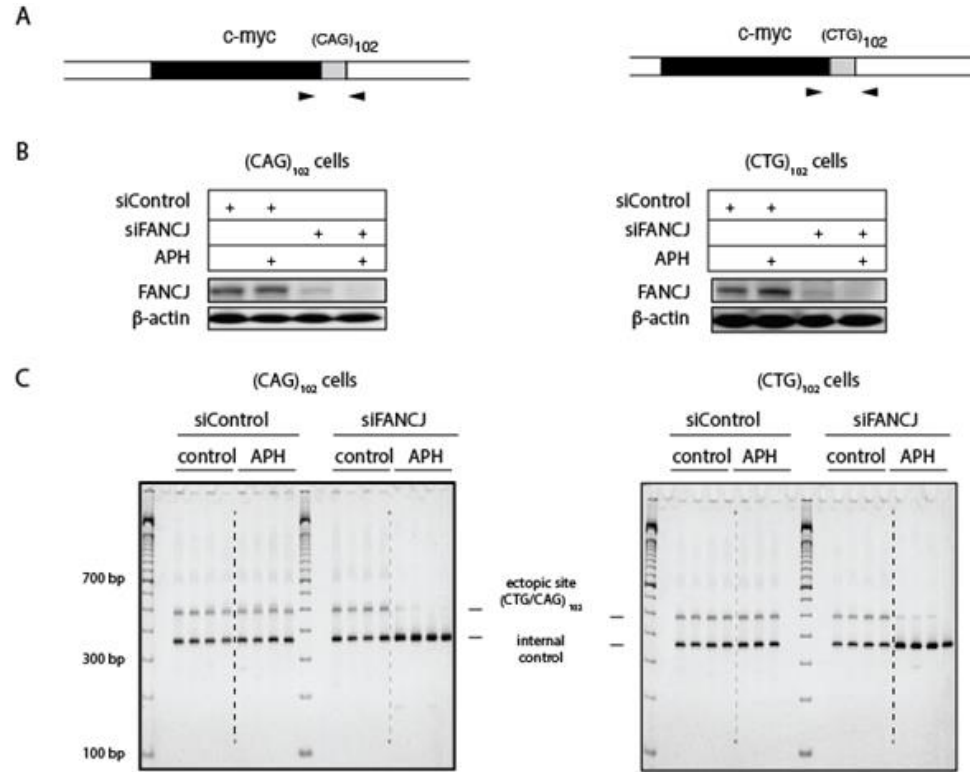 A
c-myc (CAG)102
c-myc (CTG)102
B
(CAG)102 cells
siControl + +
siFANCJ + +
APH + +
FANCJ
β-actin
(CTG)102 cells
siControl + +
siFANCJ + +
APH + +
FANCJ
β-actin
C
(CAG)102 cells
siControl siFANCJ
control APH control APH
700 bp
300 bp
100 bp
ectopic site
(CTG/CAG)102
internal
control
(CTG)102 cells
siControl siFANCJ
control APH control APH